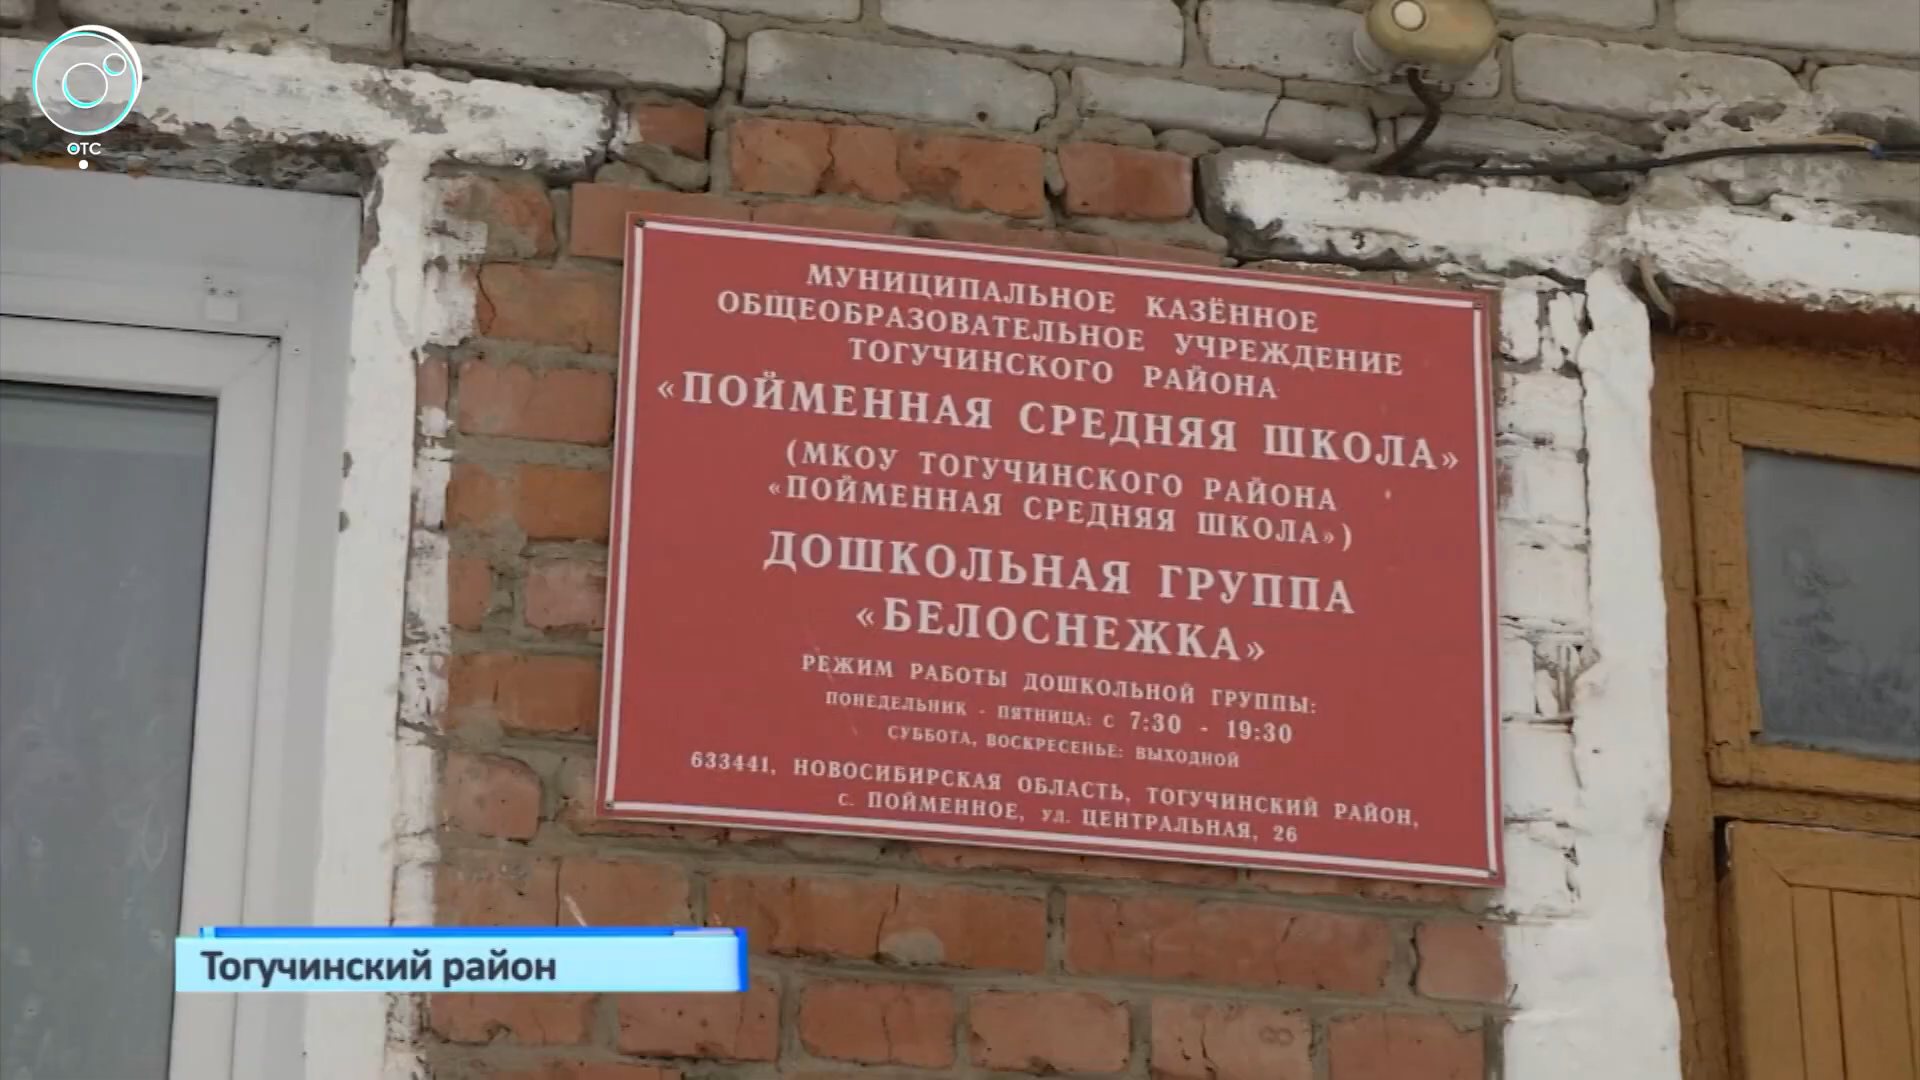 ОТС
МУНИЦИПАЛЬНОЕ КАЗЁННОЕ
ОБЩЕОБРАЗОВАТЕЛЬНОЕ УЧРЕЖДЕНИЕ
ТОГУЧИНСКОГО РАЙОНА
«ПОЙМЕННАЯ СРЕДНЯЯ ШКОЛА»
(МКОУ ТОГУЧИНСКОГО РАЙОНА
«ПОЙМЕННАЯ СРЕДНЯЯ ШКОЛА»)
ДОШКОЛЬНАЯ ГРУППА
«БЕЛОСНЕЖКА»
РЕЖИМ РАБОТЫ ДОШКОЛЬНОЙ ГРУППЫ:
ПОНЕДЕЛЬНИК - ПЯТНИЦА: С 7:30 - 19:30
СУББОТА, ВОСКРЕСЕНЬЕ: ВЫХОДНОЙ
633441, НОВОСИБИРСКАЯ ОБЛАСТЬ, ТОГУЧИНСКИЙ РАЙОН,
С. ПОЙМЕННОЕ, УЛ. ЦЕНТРАЛЬНАЯ, 26
Тогучинский район